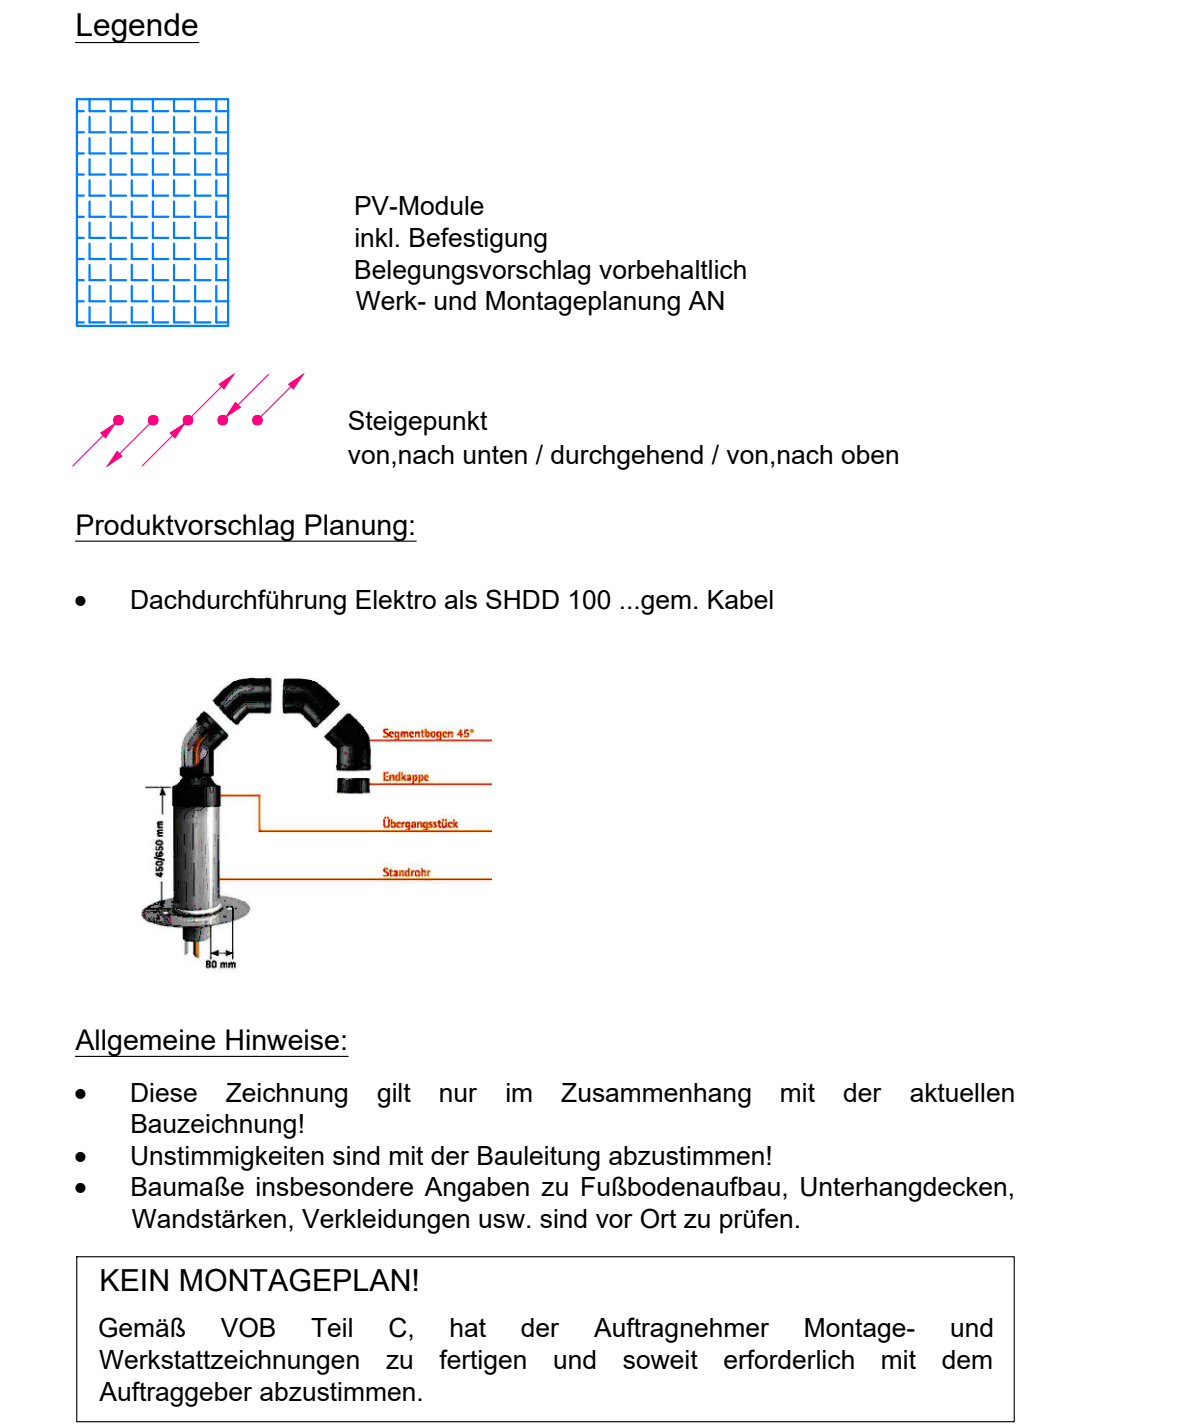 Legende
PV-Module
inkl. Befestigung
Belegungsvorschlag vorbehaltlich
Werk- und Montageplanung AN
Steigepunkt
von,nach unten / durchgehend / von,nach oben
Produktvorschlag Planung:
• Dachdurchführung Elektro als SHDD 100 ...gem. Kabel
Segmentbogen 45°
Endkappe
Übergangsstück
450/650 mm
Standrohr
80 mm
Allgemeine Hinweise:
• Diese Zeichnung gilt nur im Zusammenhang mit der aktuellen
Bauzeichnung!
• Unstimmigkeiten sind mit der Bauleitung abzustimmen!
• Baumaße insbesondere Angaben zu Fußbodenaufbau, Unterhangdecken,
Wandstärken, Verkleidungen usw. sind vor Ort zu prüfen.
KEIN MONTAGEPLAN!
Gemäß VOB Teil C, hat der Auftragnehmer Montage- und
Werkstattzeichnungen zu fertigen und soweit erforderlich mit dem
Auftraggeber abzustimmen.